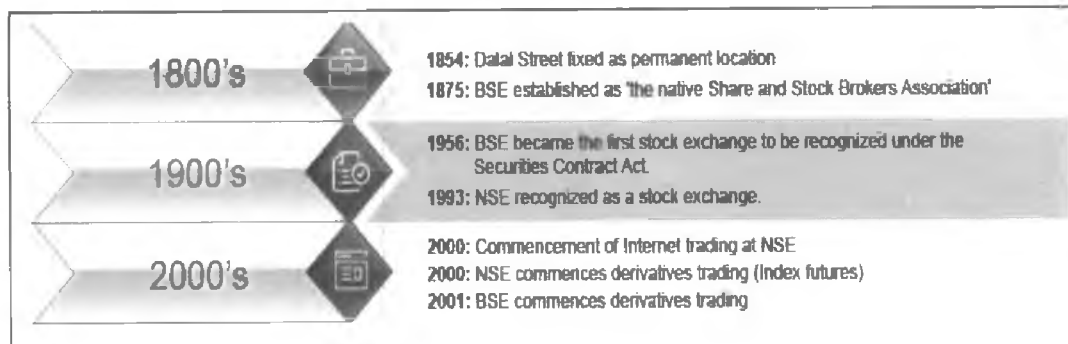 1800's
1854: Dalal Street fixed as permanent location
1875: BSE established as 'the native Share and Stock Brokers Association'
1900's
1956: BSE became the first stock exchange to be recognized under the
Securities Contract Act.
1993: NSE recognized as a stock exchange.
2000's
2000: Commencement of Internet trading at NSE
2000: NSE commences derivatives trading (Index futures)
2001: BSE commences derivatives trading